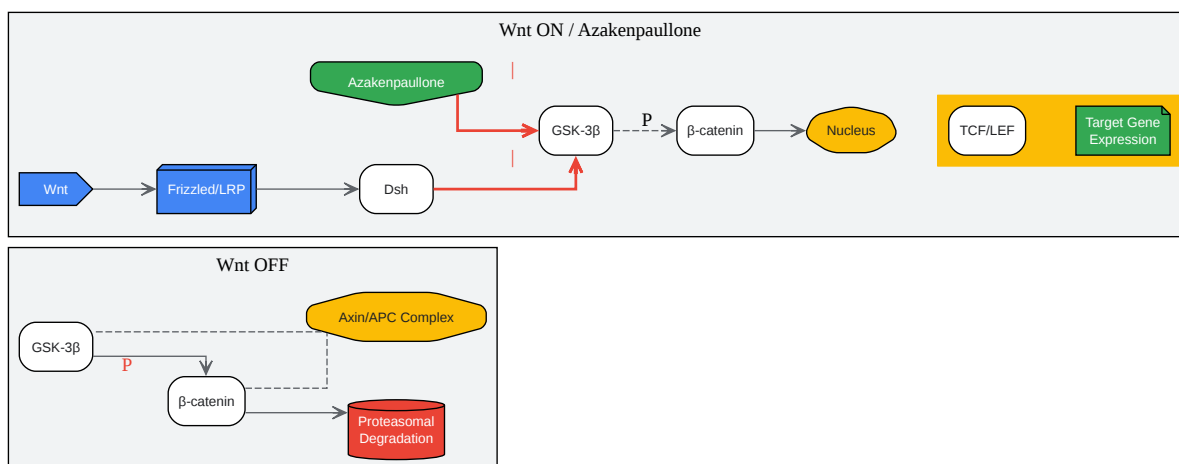 Wnt ON / Azakenpaullone
Azakenpaullone
|
GSK-3β
P
β-catenin
Nucleus
TCF/LEF
Target Gene
Expression
|
Wnt
Frizzled/LRP
Dsh
Wnt OFF
Axin/APC Complex
GSK-3β
P
β-catenin
Proteasomal
Degradation